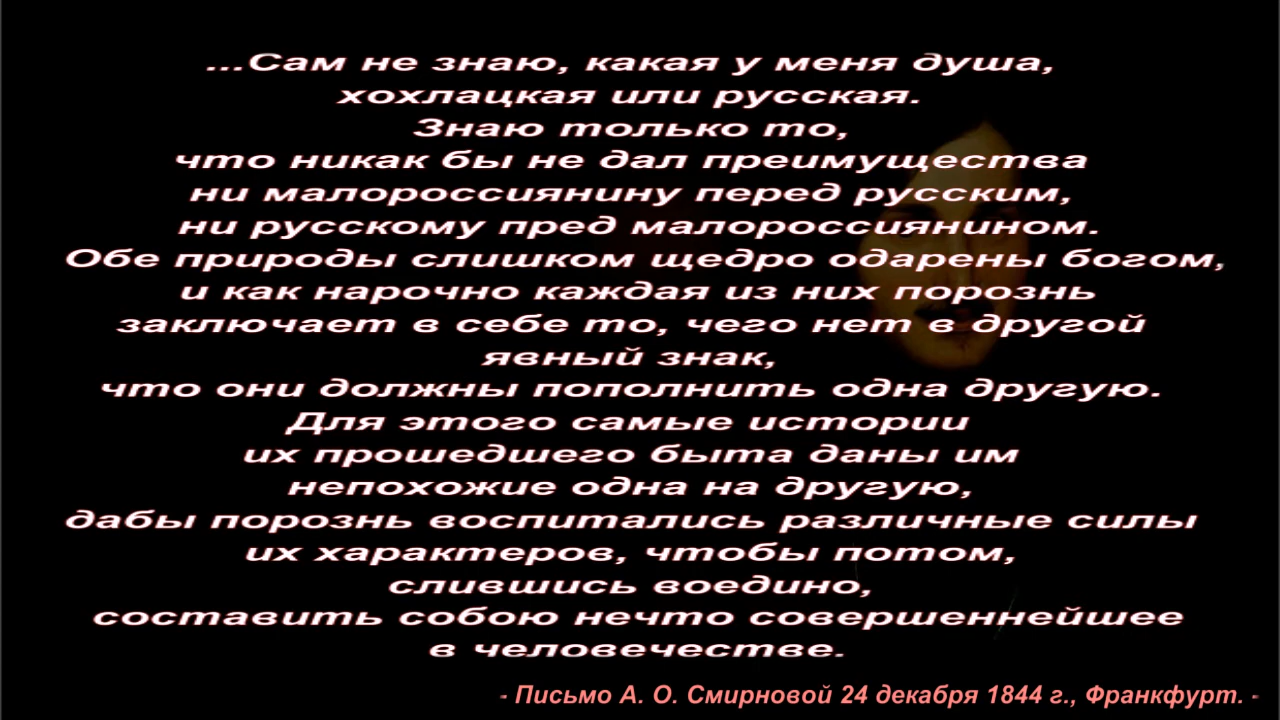 ...Сам не знаю, какая у меня душа,
хохлацкая или русская.
Знаю только то,
что никак бы не дал преимущества
ни малороссиянину перед русским,
ни русскому пред малороссиянином.
Обе природы слишком щедро одарены богом,
и как нарочно каждая из них порознь
заключает в себе то, чего нет в другой
явный знак,
что они должны пополнить одна другую.
Для этого самые истории
их прошедшего быта даны им
непохожие одна на другую,
дабы порознь воспитались различные силы
их характеров, чтобы потом,
слившись воедино,
составить собою нечто совершеннейшее
в человечестве.
- Письмо А. О. Смирновой 24 декабря 1844 г., Франкфурт. -